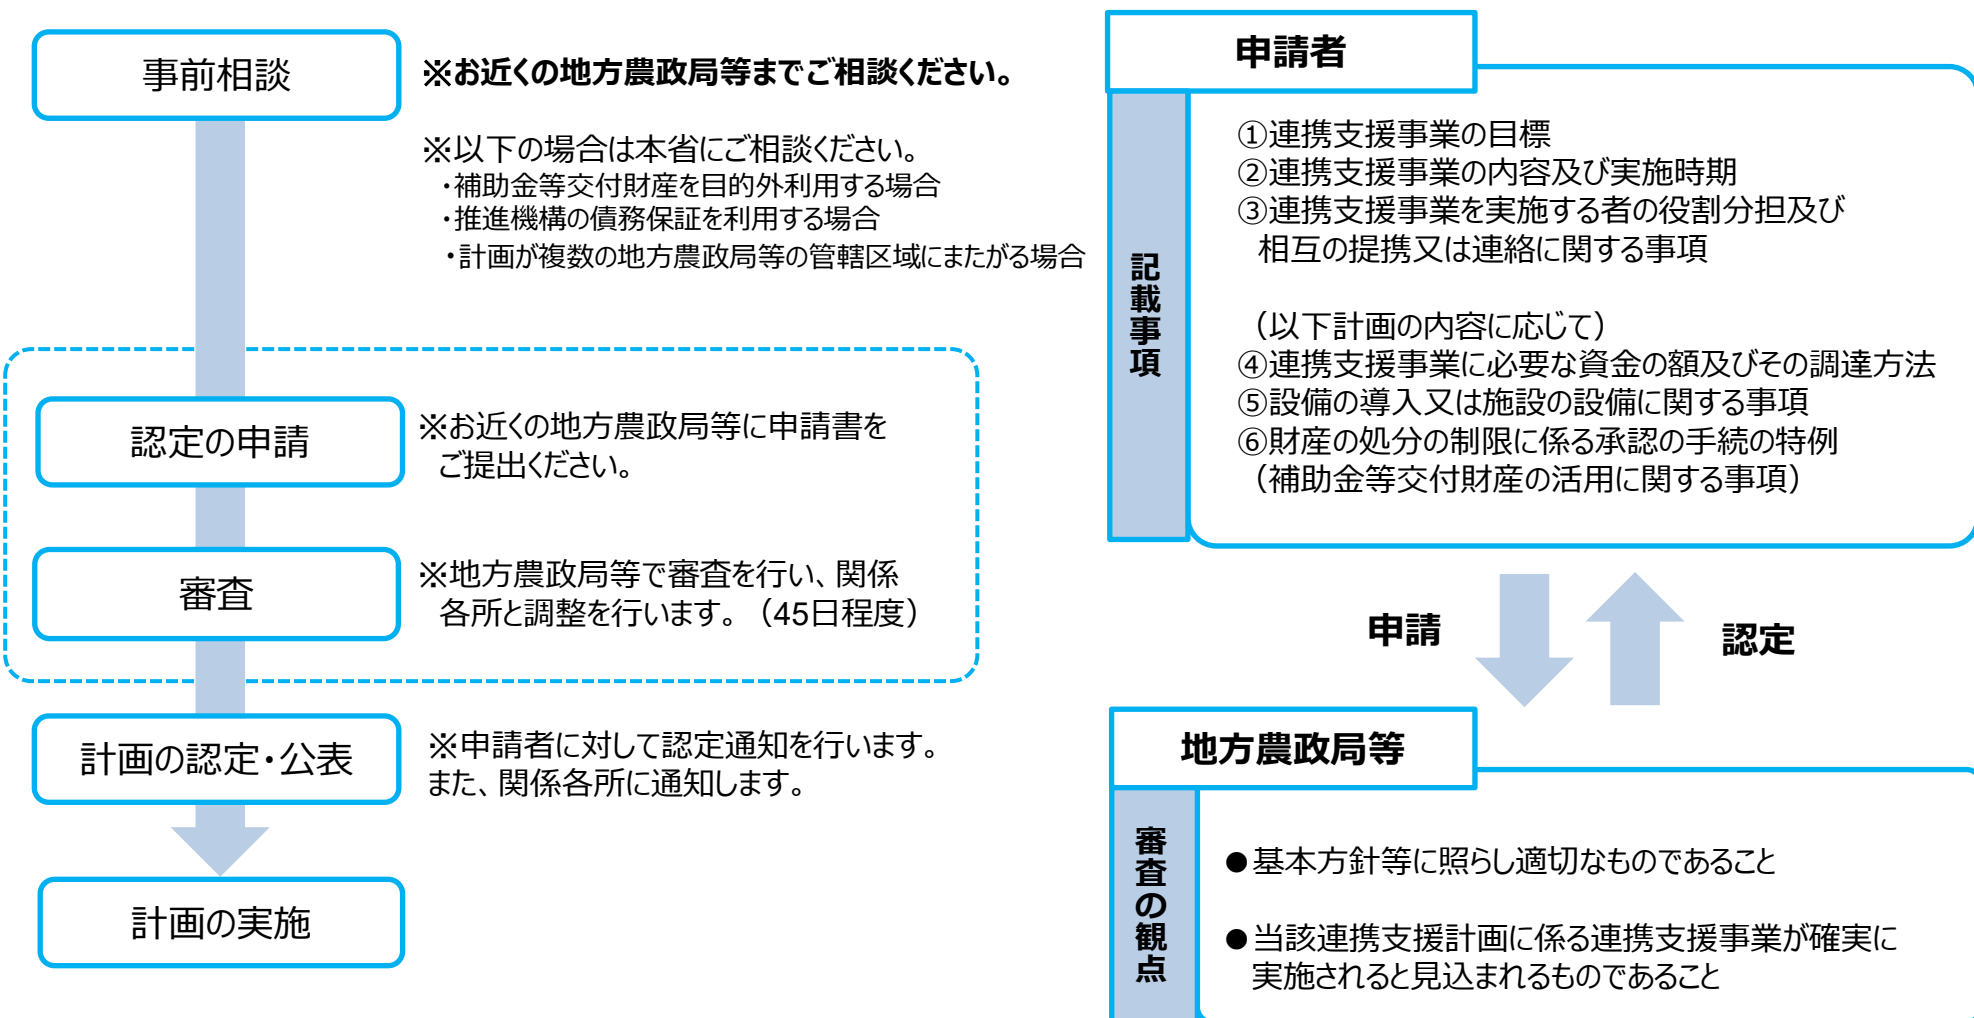 事前相談
※お近くの地方農政局等までご相談ください。
※以下の場合は本省にご相談ください。
・補助金等交付財産を目的外利用する場合
・推進機構の債務保証を利用する場合
・計画が複数の地方農政局等の管轄区域にまたがる場合
認定の申請
※お近くの地方農政局等に申請書を
ご提出ください。
審査
※地方農政局等で審査を行い、関係
各所と調整を行います。（45日程度）
計画の認定・公表
※申請者に対して認定通知を行います。
また、関係各所に通知します。
計画の実施
申請者
記載事項
①連携支援事業の目標
②連携支援事業の内容及び実施時期
③連携支援事業を実施する者の役割分担及び
相互の提携又は連絡に関する事項
（以下計画の内容に応じて）
④連携支援事業に必要な資金の額及びその調達方法
⑤設備の導入又は施設の設備に関する事項
⑥財産の処分の制限に係る承認の手続の特例
（補助金等交付財産の活用に関する事項）
申請
認定
地方農政局等
審査の観点
●基本方針等に照らし適切なものであること
●当該連携支援計画に係る連携支援事業が確実に
実施されると見込まれるものであること